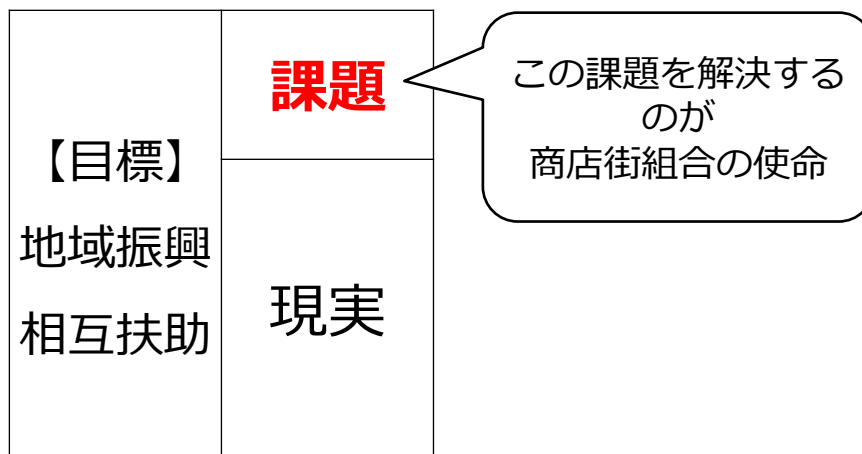 【目標】
地域振興
相互扶助
課題
現実
この課題を解決する
のが
商店街組合の使命